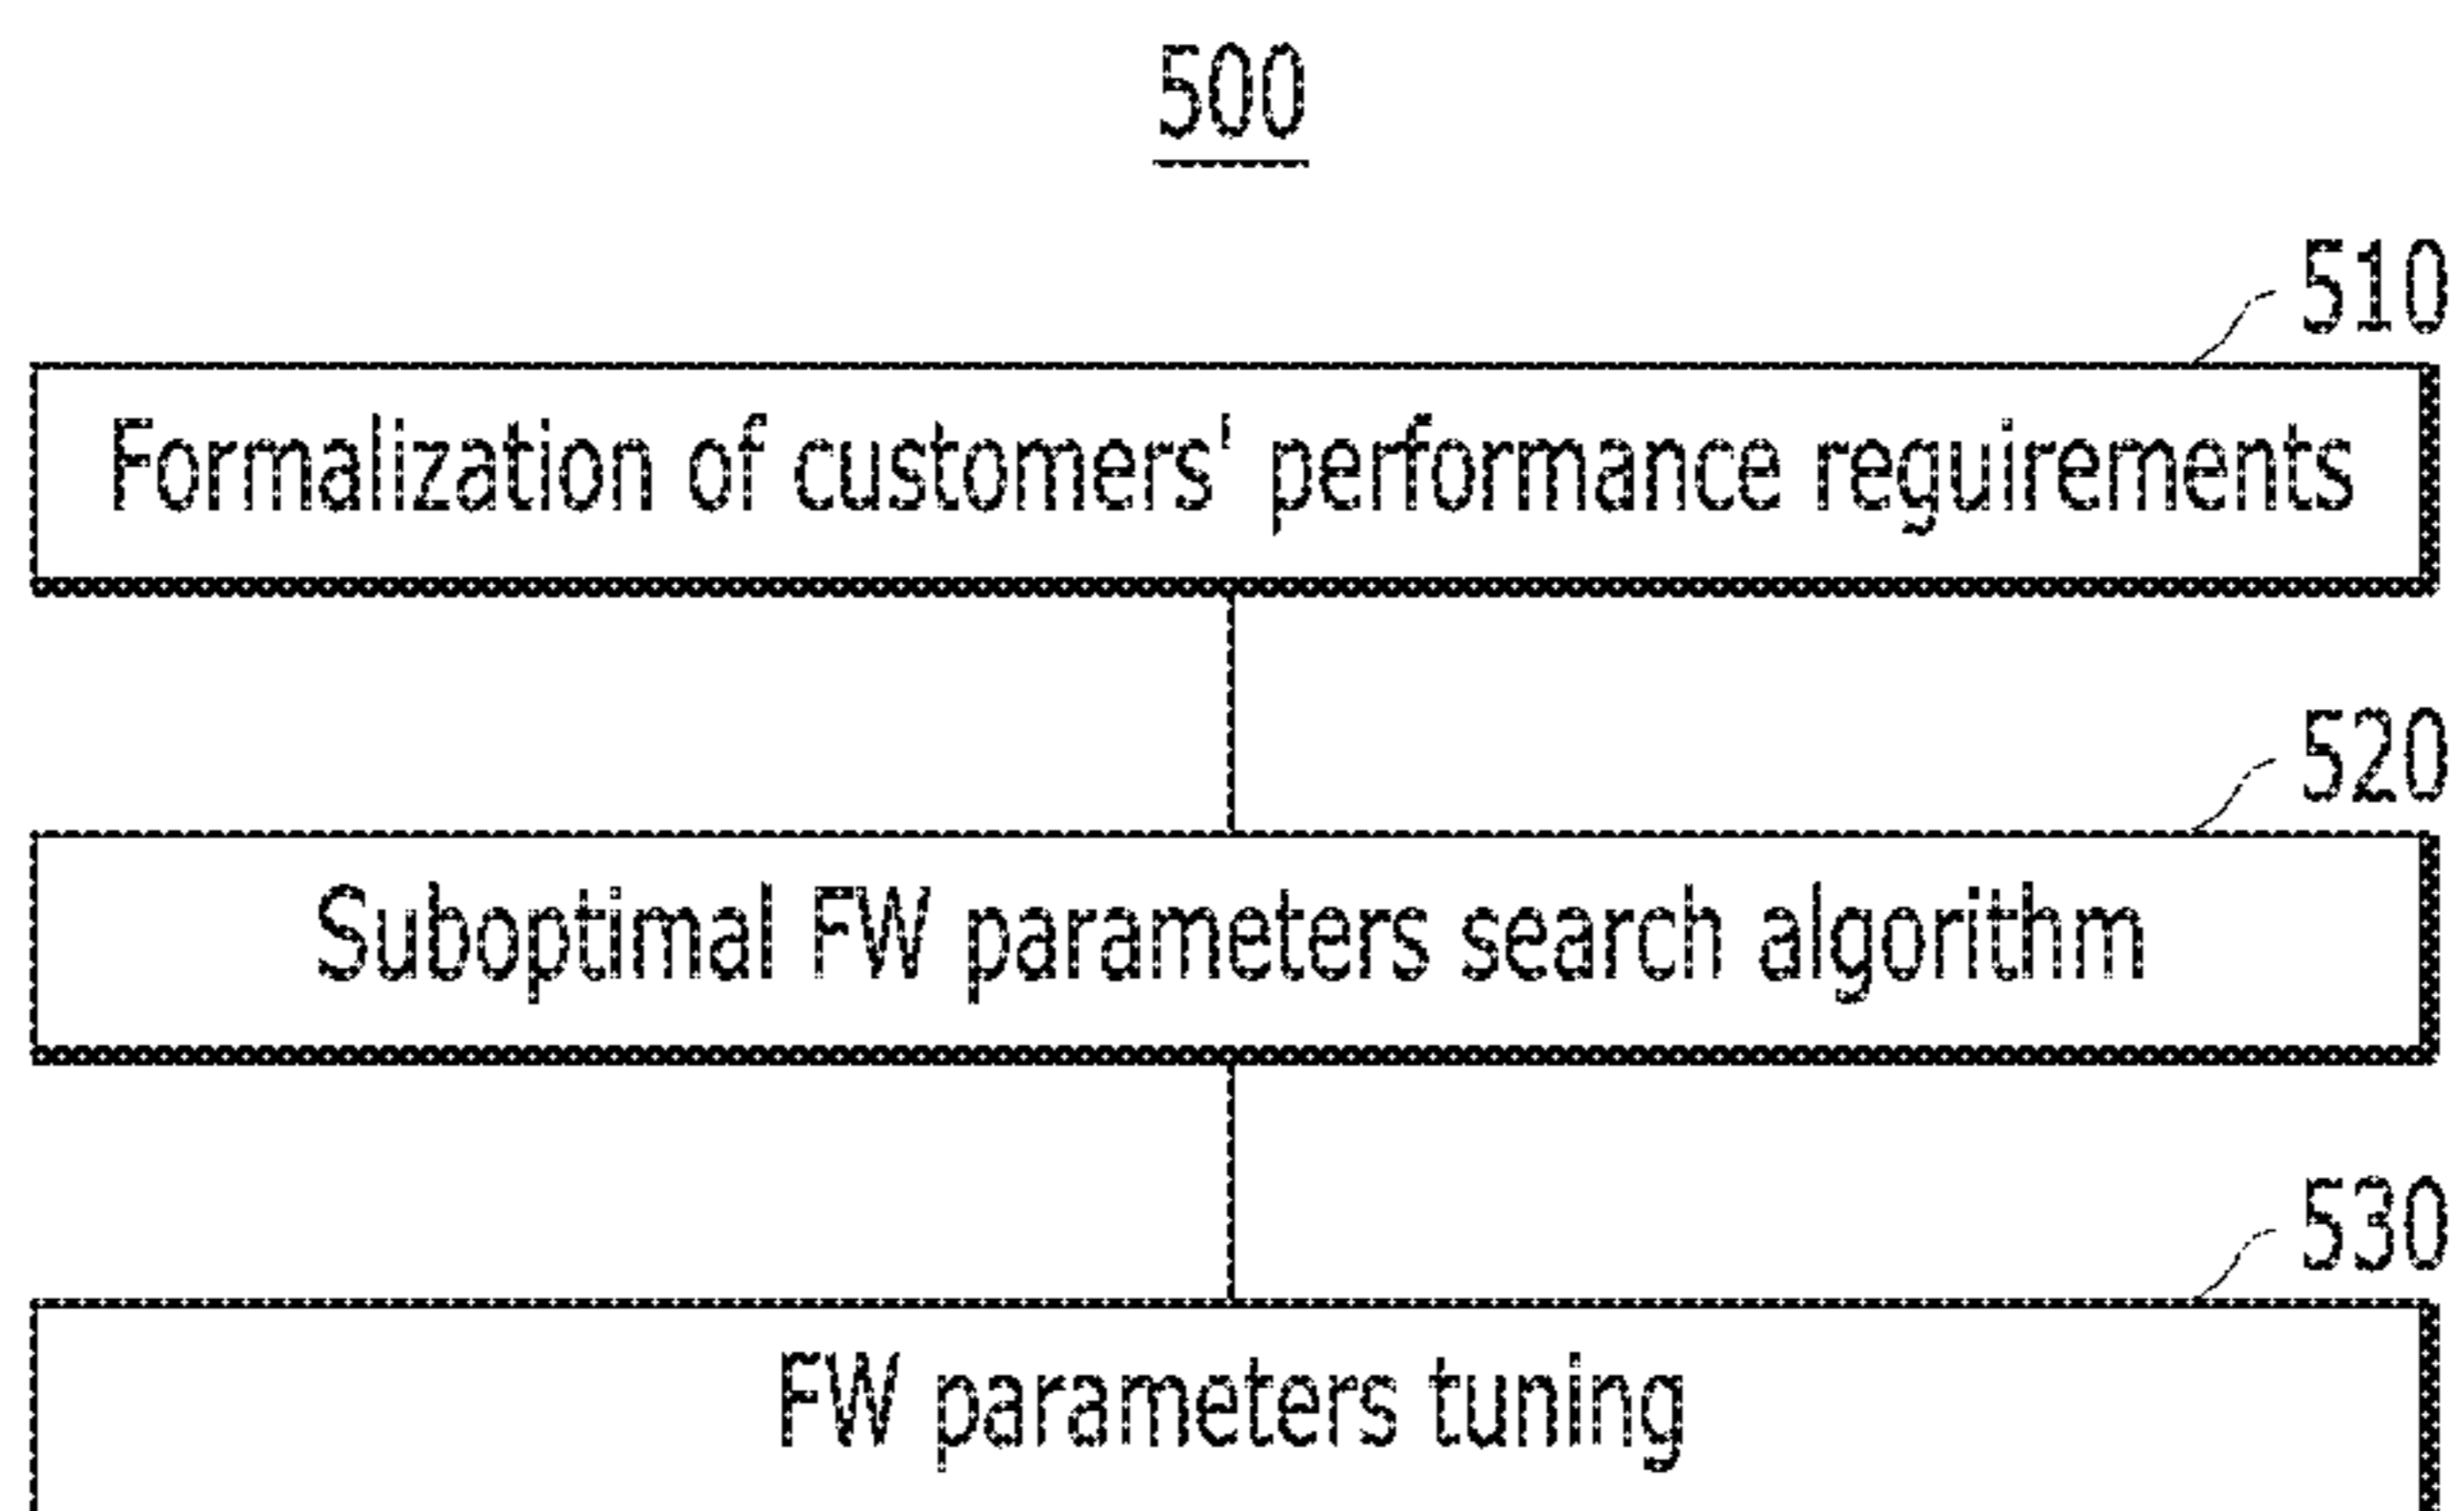 500
510
Formalization of customers' performance requirements
520
Suboptimal FW parameters search algorithm
530
FW parameters tuning